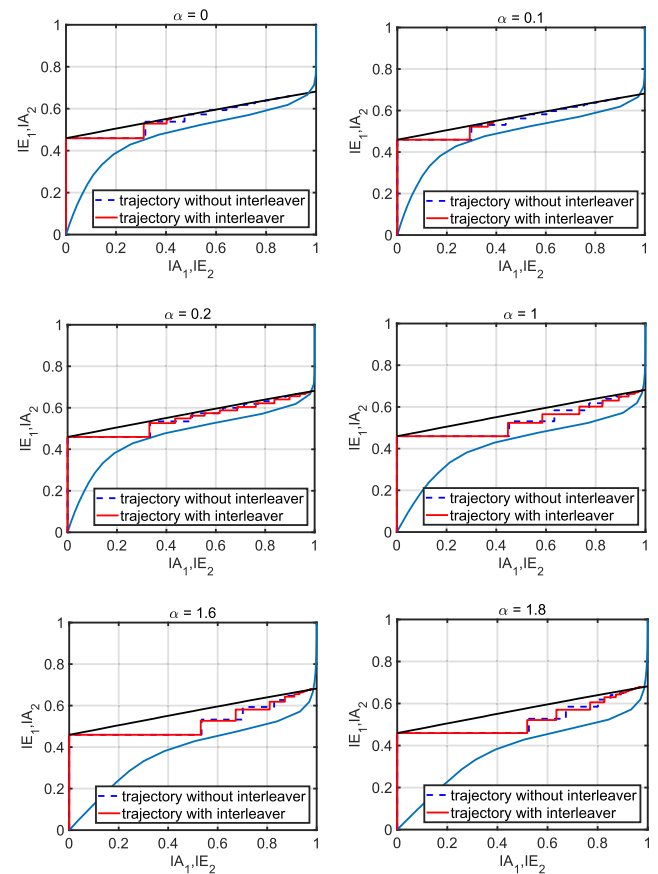 α = 0
1
0.8
0.6
0.4
0.2
0
IE1,IA2
trajectory without interleaver
trajectory with interleaver
0 0.2 0.4 0.6 0.8 1
IA1,IE2
α = 0.1
1
0.8
0.6
0.4
0.2
0
IE1,IA2
trajectory without interleaver
trajectory with interleaver
0 0.2 0.4 0.6 0.8 1
IA1,IE2
α = 0.2
1
0.8
0.6
0.4
0.2
0
IE1,IA2
trajectory without interleaver
trajectory with interleaver
0 0.2 0.4 0.6 0.8 1
IA1,IE2
α = 1
1
0.8
0.6
0.4
0.2
0
IE1,IA2
trajectory without interleaver
trajectory with interleaver
0 0.2 0.4 0.6 0.8 1
IA1,IE2
α = 1.6
1
0.8
0.6
0.4
0.2
0
IE1,IA2
trajectory without interleaver
trajectory with interleaver
0 0.2 0.4 0.6 0.8 1
IA1,IE2
α = 1.8
1
0.8
0.6
0.4
0.2
0
IE1,IA2
trajectory without interleaver
trajectory with interleaver
0 0.2 0.4 0.6 0.8 1
IA1,IE2